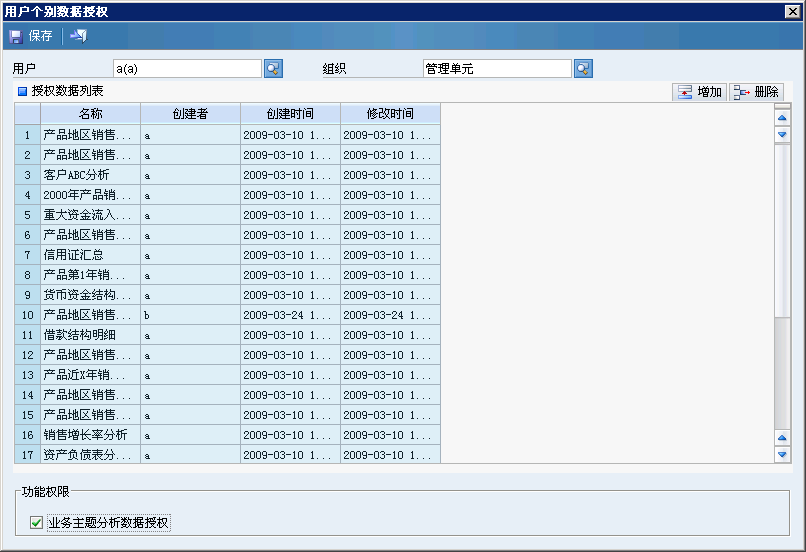 用户个别数据授权
保存
用户 a(a) 组织 管理单元
授权数据列表 增加 删除
名称 创建者 创建时间 修改时间
1 产品地区销售... a 2009-03-10 1... 2009-03-10 1...
2 产品地区销售... a 2009-03-10 1... 2009-03-10 1...
3 客户ABC分析 a 2009-03-10 1... 2009-03-10 1...
4 2000年产品销... a 2009-03-10 1... 2009-03-10 1...
5 重大资金流入... a 2009-03-10 1... 2009-03-10 1...
6 产品地区销售... a 2009-03-10 1... 2009-03-10 1...
7 信用证汇总 a 2009-03-10 1... 2009-03-10 1...
8 产品第1年销... a 2009-03-10 1... 2009-03-10 1...
9 货币资金结构... a 2009-03-10 1... 2009-03-10 1...
10 产品地区销售... b 2009-03-24 1... 2009-03-24 1...
11 借款结构明细 a 2009-03-10 1... 2009-03-10 1...
12 产品地区销售... a 2009-03-10 1... 2009-03-10 1...
13 产品近X年销... a 2009-03-10 1... 2009-03-10 1...
14 产品地区销售... a 2009-03-10 1... 2009-03-10 1...
15 产品地区销售... a 2009-03-10 1... 2009-03-10 1...
16 销售增长率分析 a 2009-03-10 1... 2009-03-10 1...
17 资产负债表分... a 2009-03-10 1... 2009-03-10 1...
功能权限
业务主题分析数据授权